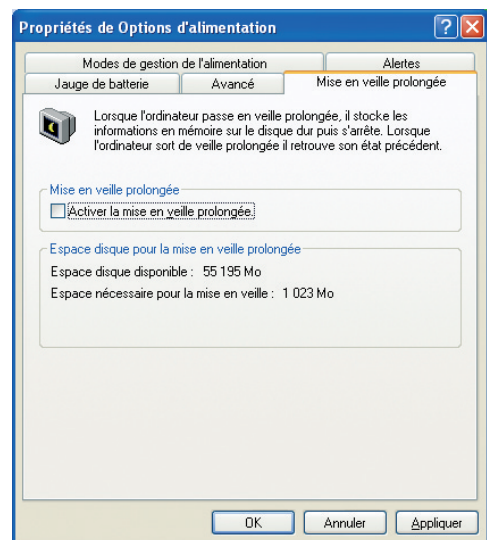 Propriétés de Options d'alimentation
Modes de gestion de l'alimentation
Alertes
Jauge de batterie
Avancé
Mise en veille prolongée
Lorsque l'ordinateur passe en veille prolongée, il stocke les
informations en mémoire sur le disque dur puis s'arrête. Lorsque
l'ordinateur sort de veille prolongée il retrouve son état précédent.
Mise en veille prolongée
Activer la mise en veille prolongée.
Espace disque pour la mise en veille prolongée
Espace disque disponible : 55 195 Mo
Espace nécessaire pour la mise en veille : 1 023 Mo
OK
Annuler
Appliquer